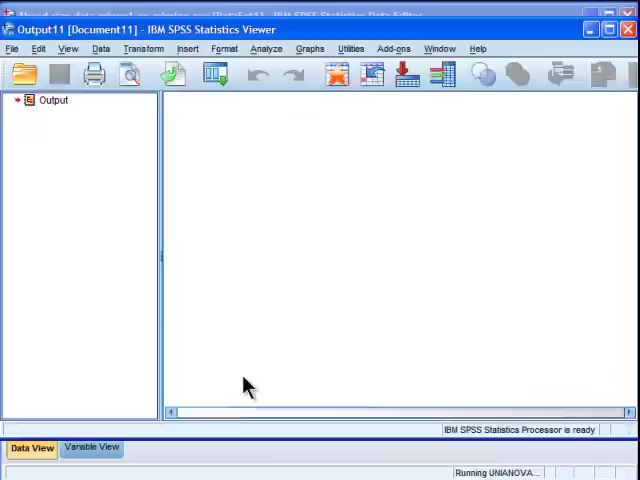 Output11 [Document11] - IBM SPSS Statistics Viewer
File Edit View Data Transform Insert Format Analyze Graphs Utilities Add-ons Window Help
Output
IBM SPSS Statistics Processor is ready
Data View Variable View
Running UNIANOVA...